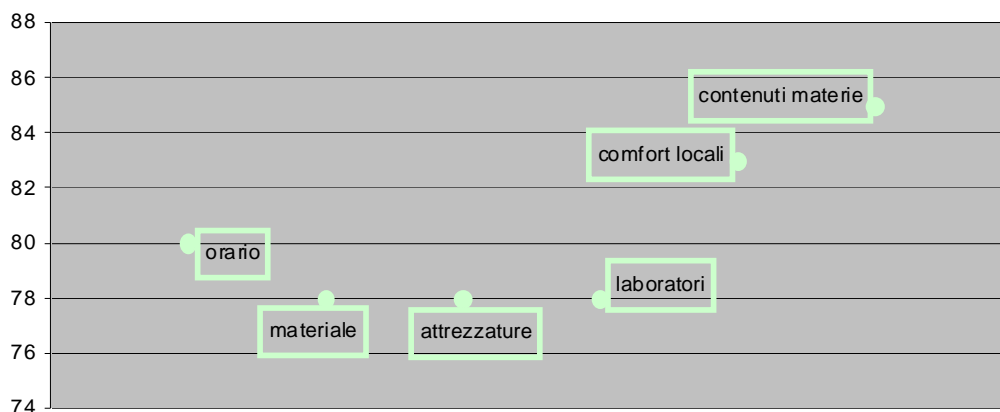 88
86
84
82
80
78
76
74
contenuti materie
comfort locali
orario
laboratori
materiale
attrezzature